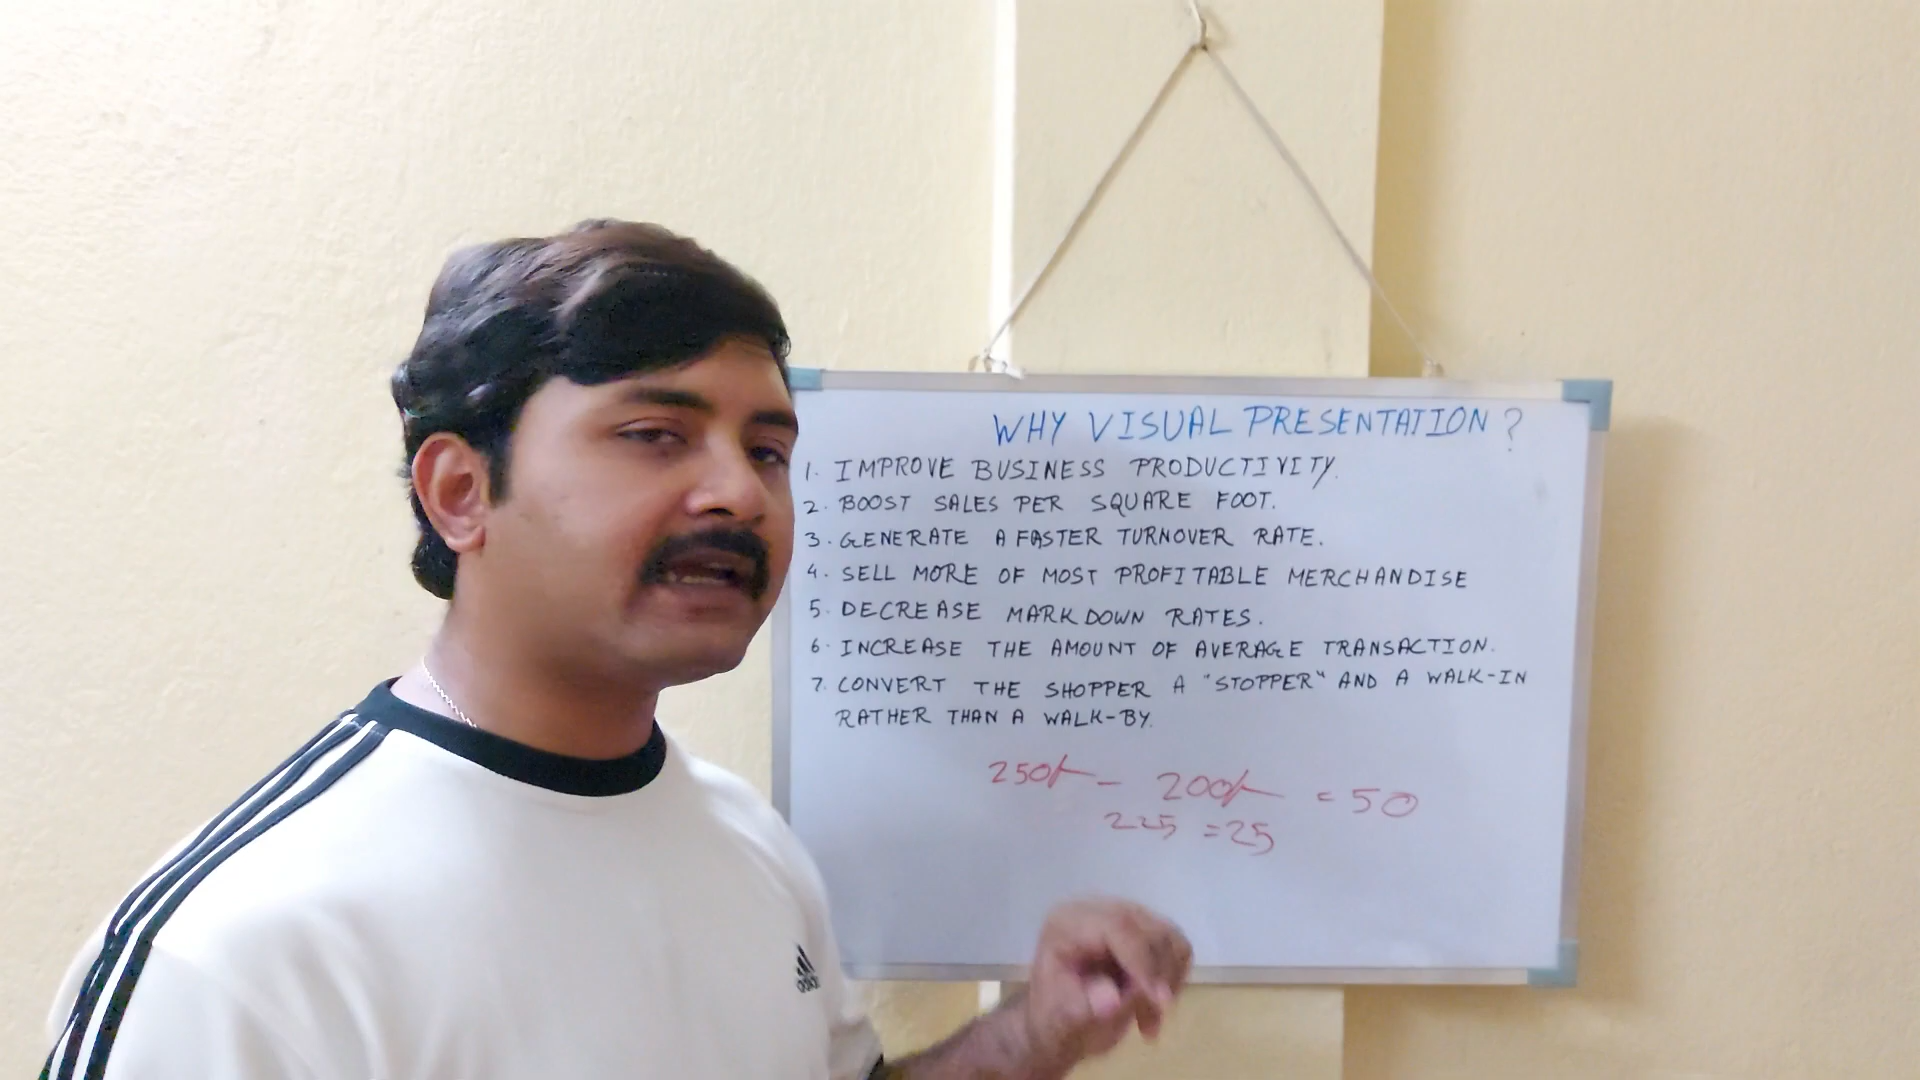 WHY VISUAL PRESENTATION ?
1. IMPROVE BUSINESS PRODUCTIVITY.
2. BOOST SALES PER SQUARE FOOT.
3. GENERATE A FASTER TURNOVER RATE.
4. SELL MORE OF MOST PROFITABLE MERCHANDISE
5. DECREASE MARK DOWN RATES.
6. INCREASE THE AMOUNT OF AVERAGE TRANSACTION.
7. CONVERT THE SHOPPER A "STOPPER" AND A WALK-IN
RATHER THAN A WALK-BY.
250/- - 200/- = 50
225 = 25
adidas